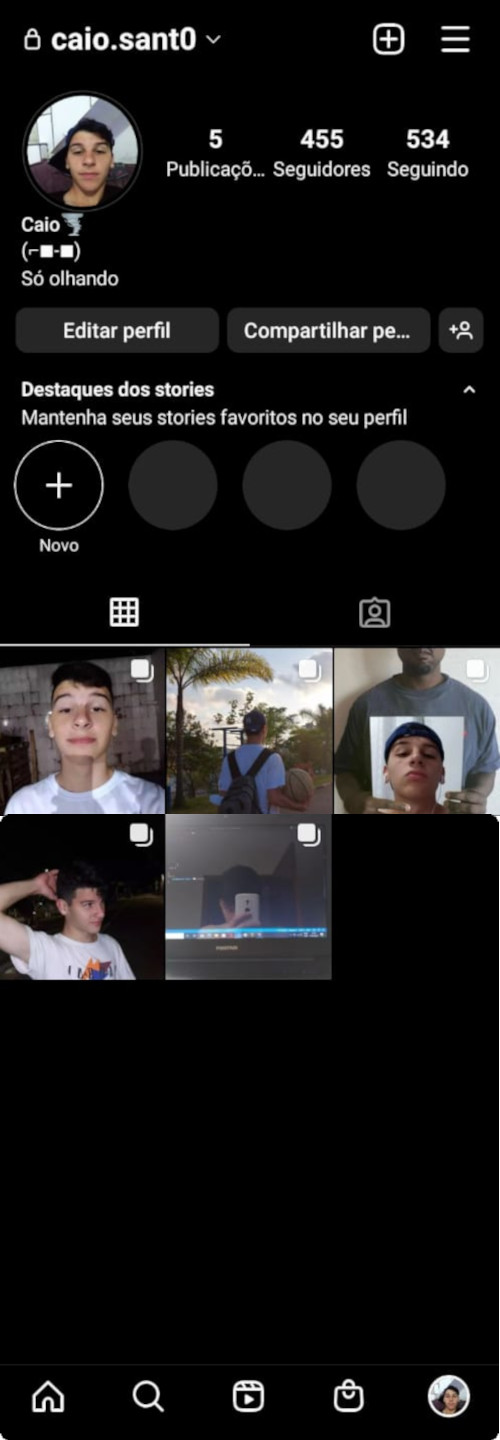 caio.sant0
5 455 534
Publicaçõ... Seguidores Seguindo
Caio🌪️
(⌐■-■)
Só olhando
Editar perfil Compartilhar pe...
Destaques dos stories
Mantenha seus stories favoritos no seu perfil
Novo